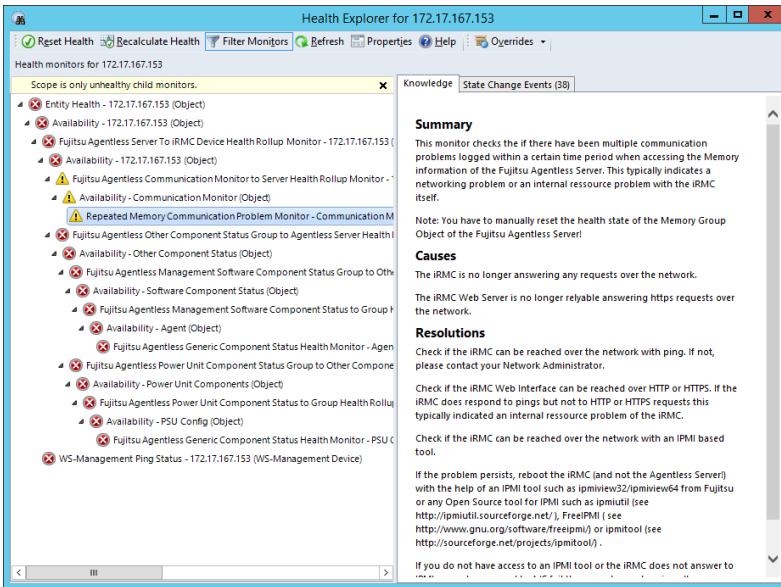 Health Explorer for 172.17.167.153
Reset Health Recalculate Health Filter Monitors Refresh Properties Help Overrides
Health monitors for 172.17.167.153
Scope is only unhealthy child monitors.
Entity Health - 172.17.167.153 (Object)
Availability - 172.17.167.153 (Object)
Fujitsu Agentless Server To iRMC Device Health Rollup Monitor - 172.17.167.153 (
Availability - 172.17.167.153 (Object)
Fujitsu Agentless Communication Monitor to Server Health Rollup Monitor -
Availability - Communication Monitor (Object)
Repeated Memory Communication Problem Monitor - Communication M
Fujitsu Agentless Other Component Status Group to Agentless Server Health
Availability - Other Component Status (Object)
Fujitsu Agentless Management Software Component Status Group to Othe
Availability - Software Component Status (Object)
Fujitsu Agentless Management Software Component Status to Group H
Availability - Agent (Object)
Fujitsu Agentless Generic Component Status Health Monitor - Agen
Fujitsu Agentless Power Unit Component Status Group to Other Compone
Availability - Power Unit Components (Object)
Fujitsu Agentless Power Unit Component Status to Group Health Rollu
Availability - PSU Config (Object)
Fujitsu Agentless Generic Component Status Health Monitor - PSU C
WS-Management Ping Status - 172.17.167.153 (WS-Management Device)
Knowledge State Change Events (38)
Summary
This monitor checks the if there have been multiple communication
problems logged within a certain time period when accessing the Memory
information of the Fujitsu Agentless Server. This typically indicates a
networking problem or an internal ressource problem with the iRMC
itself.
Note: You have to manually reset the health state of the Memory Group
Object of the Fujitsu Agentless Server!
Causes
The iRMC is no longer answering any requests over the network.
The iRMC Web Server is no longer relyable answering https requests over
the network.
Resolutions
Check if the iRMC can be reached over the network with ping. If not,
please contact your Network Administrator.
Check if the iRMC Web Interface can be reached over HTTP or HTTPS. If the
iRMC does respond to pings but not to HTTP or HTTPS requests this
typically indicated an internal ressource problem of the iRMC.
Check if the iRMC can be reached over the network with an IPMI based
tool.
If the problem persists, reboot the iRMC (and not the Agentless Server!)
with the help of an IPMI tool such as ipmiview32/ipmiview64 from Fujitsu
or any Open Source tool for IPMI such as ipmiutil (see
http://ipmiutil.sourceforge.net/ ), FreeIPMI ( see
http://www.gnu.org/software/freeipmi/) or ipmitool (see
http://sourceforge.net/projects/ipmitool/) .
If you do not have access to an IPMI tool or the iRMC does not answer to